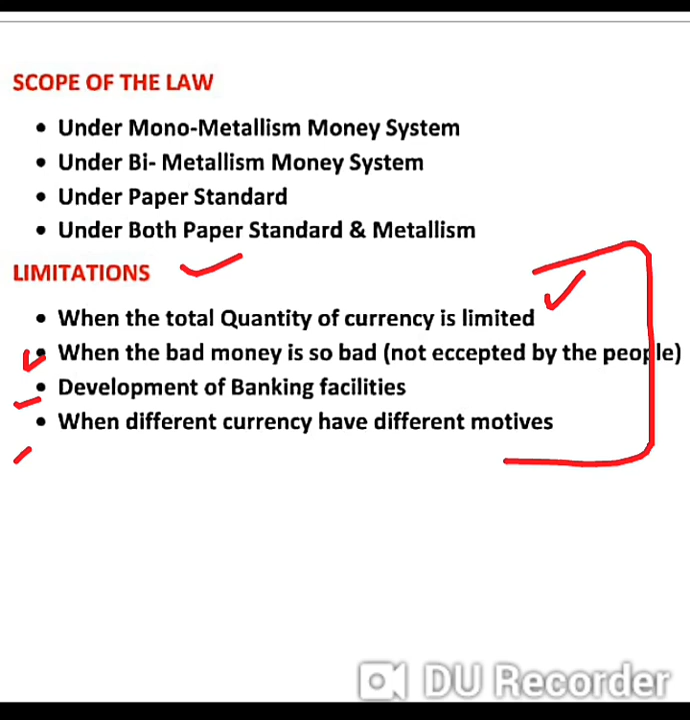 SCOPE OF THE LAW
• Under Mono-Metallism Money System
• Under Bi- Metallism Money System
• Under Paper Standard
• Under Both Paper Standard & Metallism
LIMITATIONS
• When the total Quantity of currency is limited
• When the bad money is so bad (not eccepted by the people)
• Development of Banking facilities
• When different currency have different motives
DU Recorder